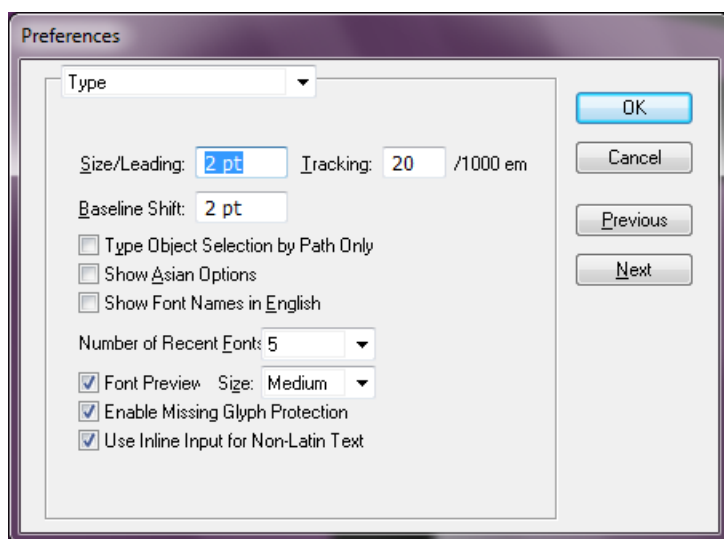 Preferences
Type
OK
Size/Leading: 2 pt Tracking: 20 /1000 em
Cancel
Baseline Shift: 2 pt
Previous
Type Object Selection by Path Only
Show Asian Options
Next
Show Font Names in English
Number of Recent Fonts 5
Font Preview Size: Medium
Enable Missing Glyph Protection
Use Inline Input for Non-Latin Text